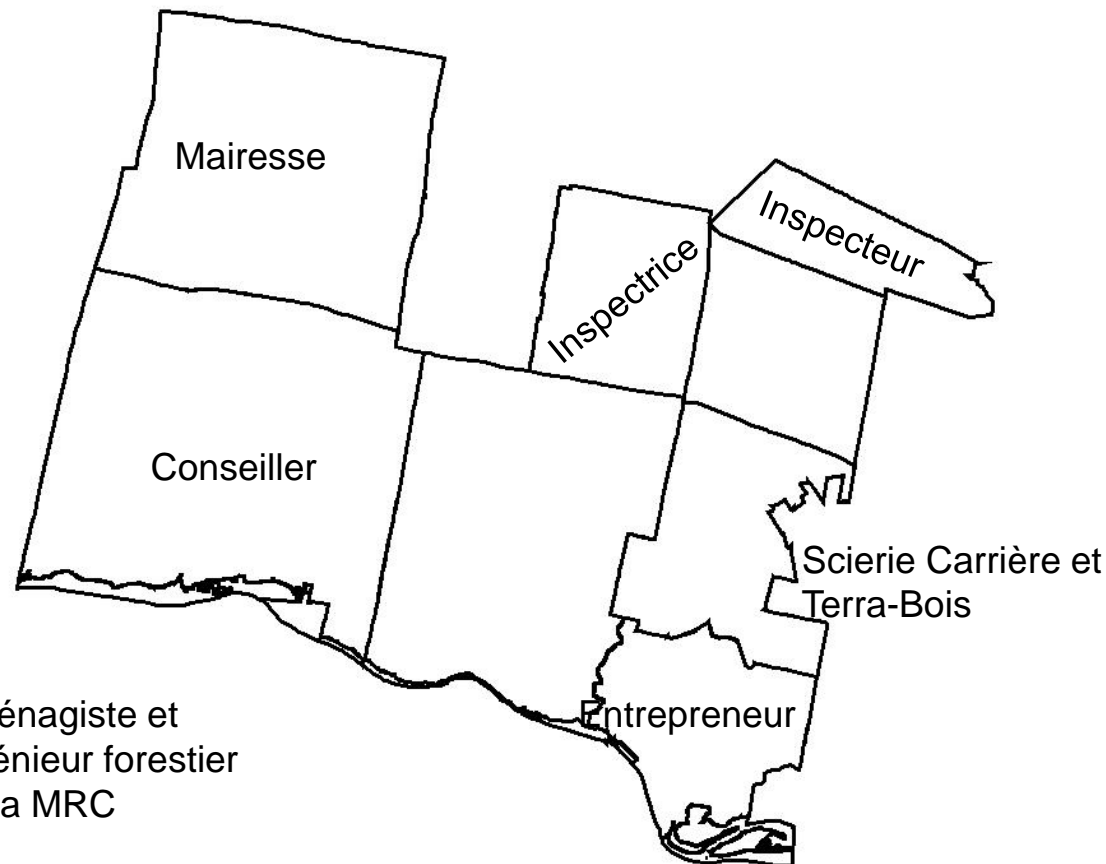 Mairesse
Inspecteur
Inspectrice
Conseiller
Scierie Carrière et
Terra-Bois
Entrepreneur
énagiste et
énieur forestier
a MRC